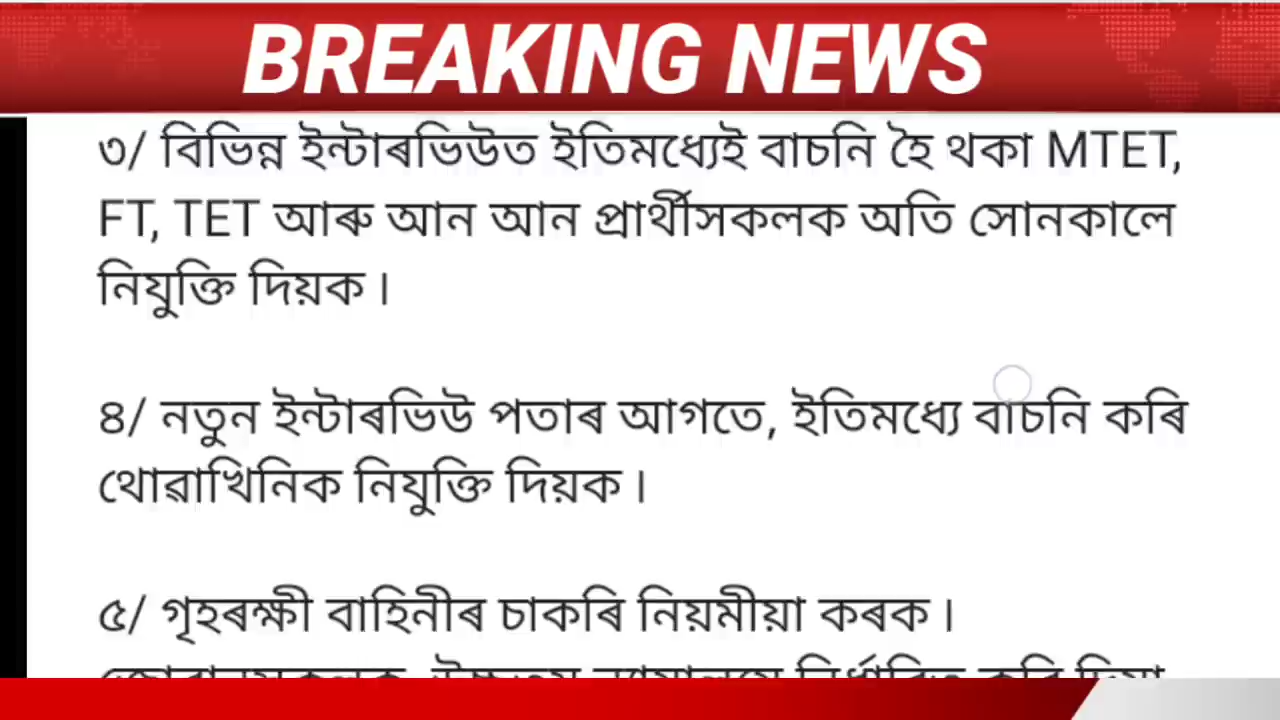 BREAKING NEWS
৩/ বিভিন্ন ইন্টাৰভিউত ইতিমধ্যেই বাচনি হৈ থকা MTET,
FT, TET আৰু আন আন প্ৰাৰ্থীসকলক অতি সোনকালে
নিযুক্তি দিয়ক।
৪/ নতুন ইন্টাৰভিউ পতাৰ আগতে, ইতিমধ্যে বাচনি কৰি
থোৱাখিনিক নিযুক্তি দিয়ক।
৫/ গৃহৰক্ষী বাহিনীৰ চাকৰি নিয়মীয়া কৰক।